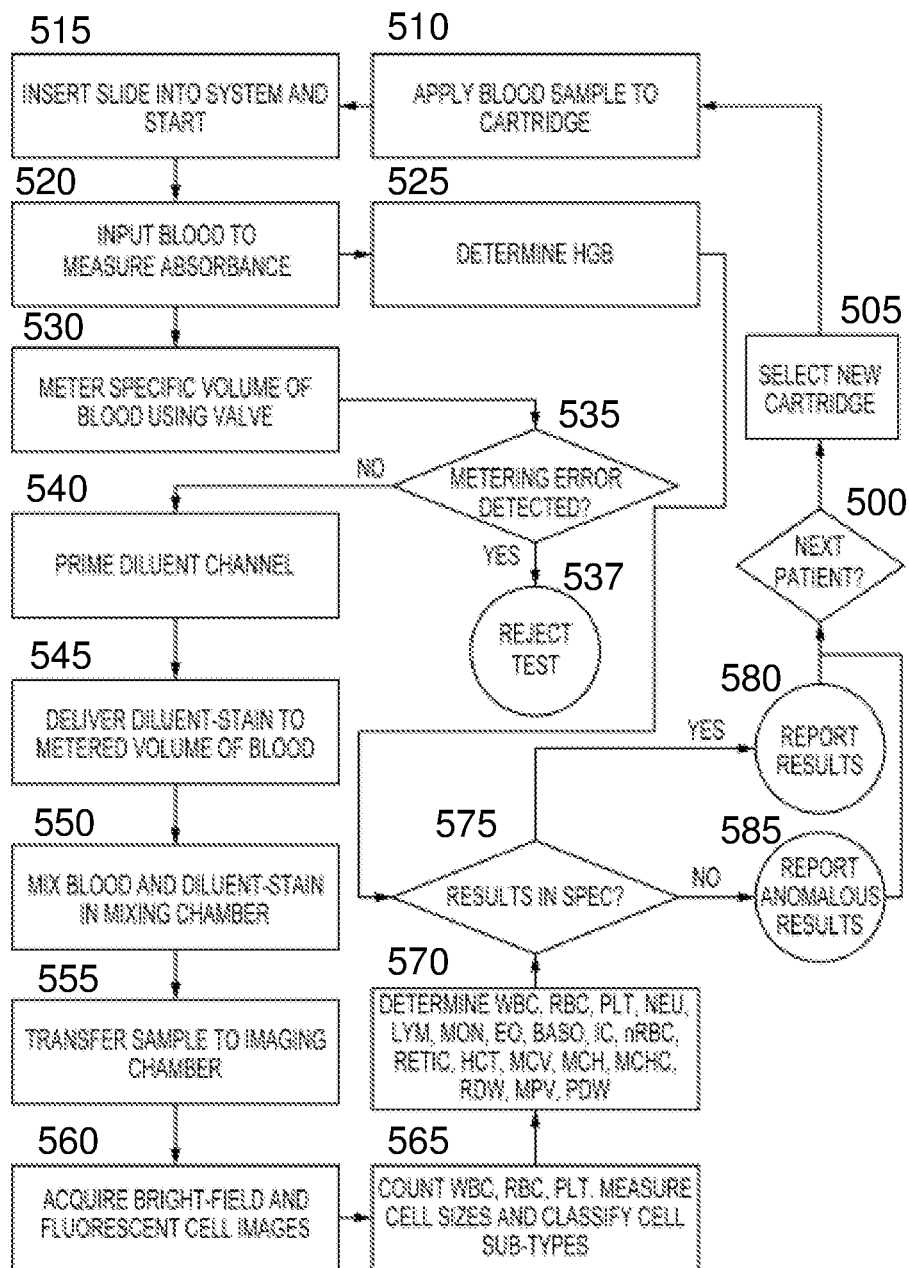 515
INSERT SLIDE INTO SYSTEM AND
START
510
APPLY BLOOD SAMPLE TO
CARTRIDGE
520
INPUT BLOOD TO
MEASURE ABSORBANCE
525
DETERMINE HGB
530
METER SPECIFIC VOLUME OF
BLOOD USING VALVE
535
METERING ERROR
DETECTED?
NO
YES
505
SELECT NEW
CARTRIDGE
500
NEXT
PATIENT?
537
REJECT
TEST
540
PRIME DILUENT CHANNEL
545
DELIVER DILUENT-STAIN TO
METERED VOLUME OF BLOOD
580
REPORT
RESULTS
YES
550
MIX BLOOD AND DILUENT-STAIN
IN MIXING CHAMBER
575
RESULTS IN SPEC?
NO
585
REPORT
ANOMALOUS
RESULTS
555
TRANSFER SAMPLE TO IMAGING
CHAMBER
570
DETERMINE WBC, RBC, PLT, NEU,
LYM, MON, EO, BASO, IC, nRBC,
RETIC, HCT, MCV, MCH, MCHC,
RDW, MPV, PDW
560
ACQUIRE BRIGHT-FIELD AND
FLUORESCENT CELL IMAGES
565
COUNT WBC, RBC, PLT. MEASURE
CELL SIZES AND CLASSIFY CELL
SUB-TYPES